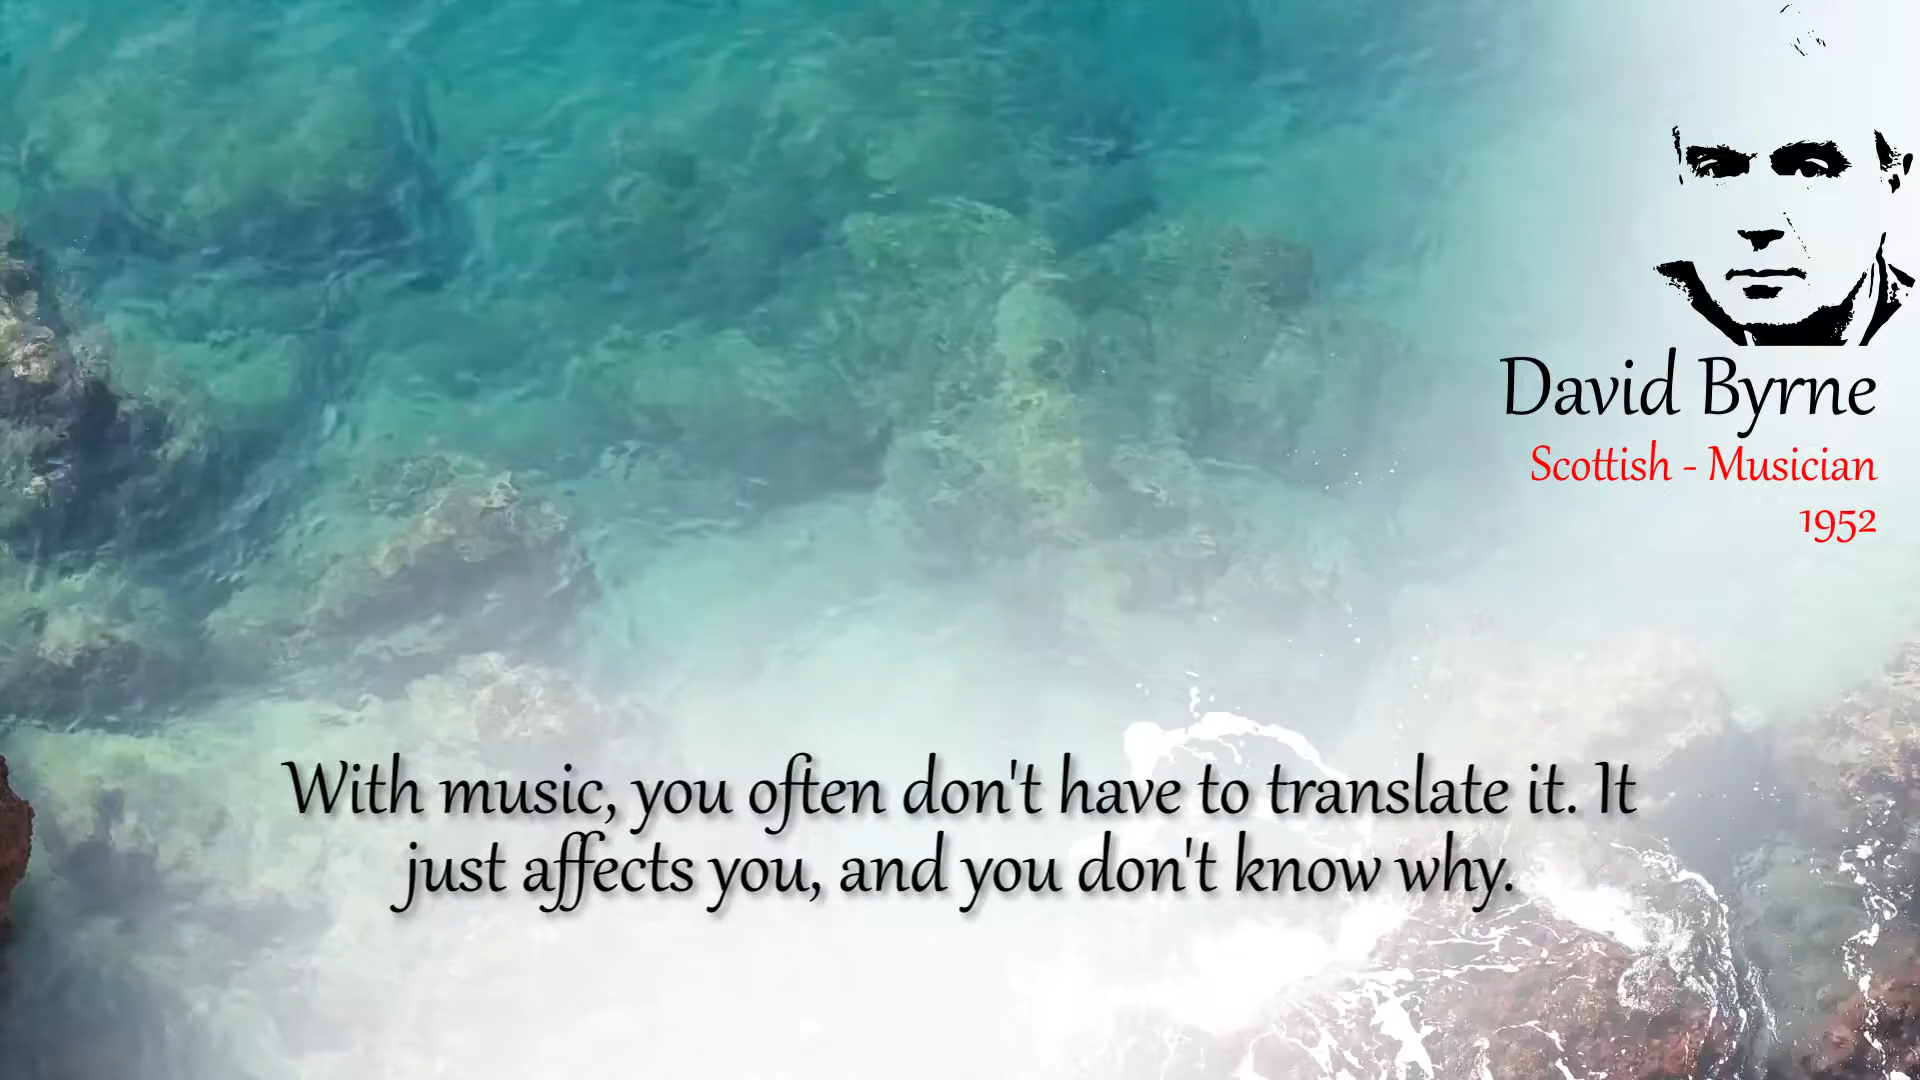 David Byrne
Scottish - Musician
1952
With music, you often don't have to translate it. It
just affects you, and you don't know why.